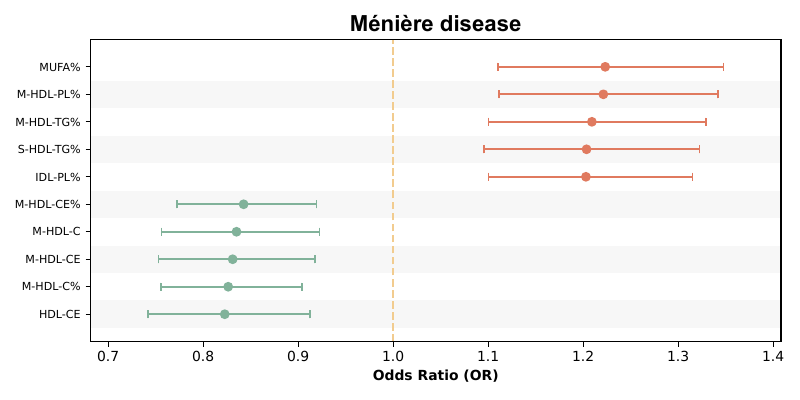 Ménière disease
MUFA%
M-HDL-PL%
M-HDL-TG%
S-HDL-TG%
IDL-PL%
M-HDL-CE%
M-HDL-C
M-HDL-CE
M-HDL-C%
HDL-CE
0.7 0.8 0.9 1.0 1.1 1.2 1.3 1.4
Odds Ratio (OR)